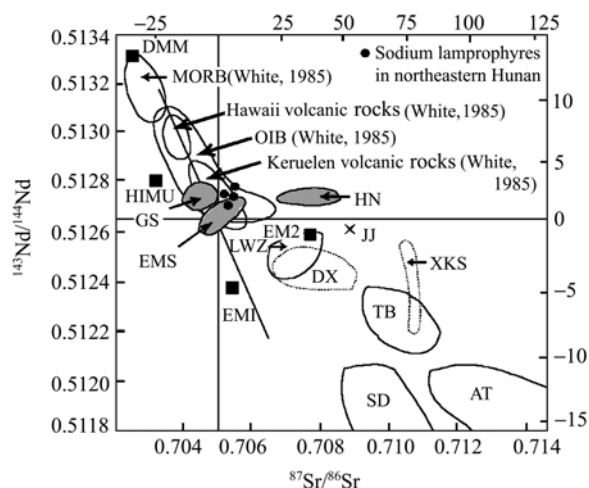 −25 0 25 50 75 100 125
0.5134
0.5132
0.5130
0.5128
0.5126
0.5124
0.5122
0.5120
0.5118
¹⁴³Nd/¹⁴⁴Nd
10
5
0
−5
−10
−15
DMM
Sodium lamprophyres
in northeastern Hunan
MORB(White, 1985)
Hawaii volcanic rocks (White,1985)
OIB (White, 1985)
Keruelen volcanic rocks (White,
1985)
HIMU
GS
HN
EMS
EM2
JJ
LWZ
DX
XKS
EMI
TB
SD
AT
0.704 0.706 0.708 0.710 0.712 0.714
⁸⁷Sr/⁸⁶Sr